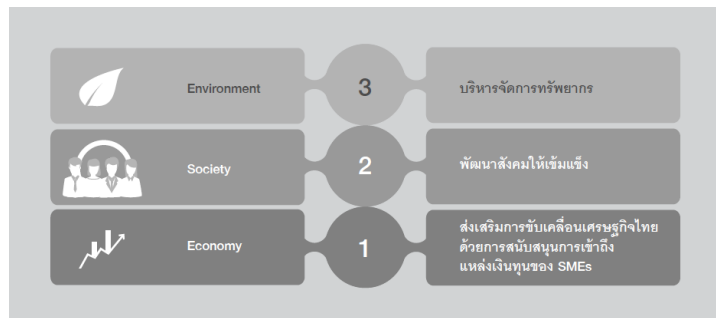 Environment
3
บริหารจัดการทรัพยากร
Society
2
พัฒนาสังคมให้เข้มแข็ง
Economy
1
ส่งเสริมการขับเคลื่อนเศรษฐกิจไทย
ด้วยการสนับสนุนการเข้าถึง
แหล่งเงินทุนของ SMEs